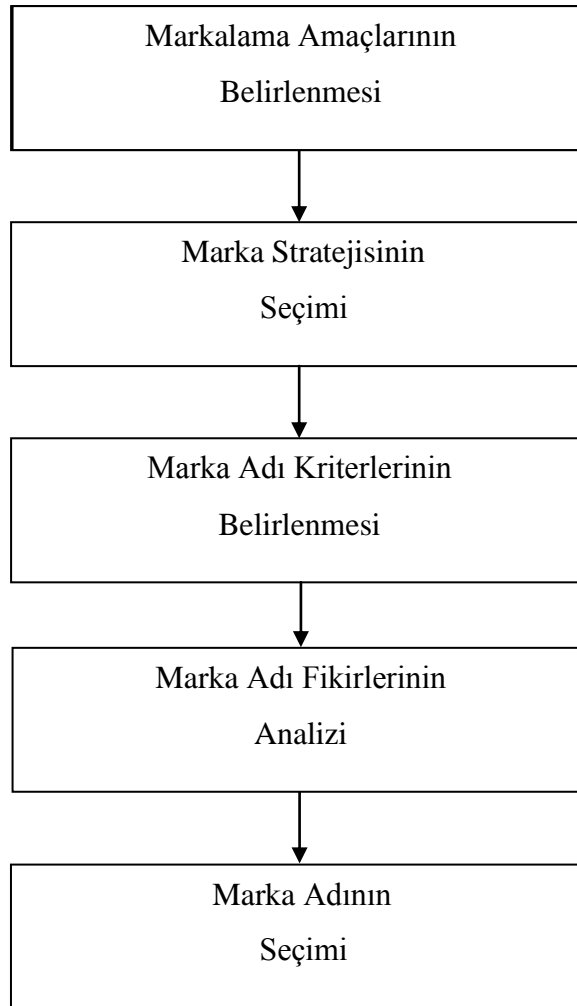 Markalama Amaçlarının
Belirlenmesi
Marka Stratejisinin
Seçimi
Marka Adı Kriterlerinin
Belirlenmesi
Marka Adı Fikirlerinin
Analizi
Marka Adının
Seçimi